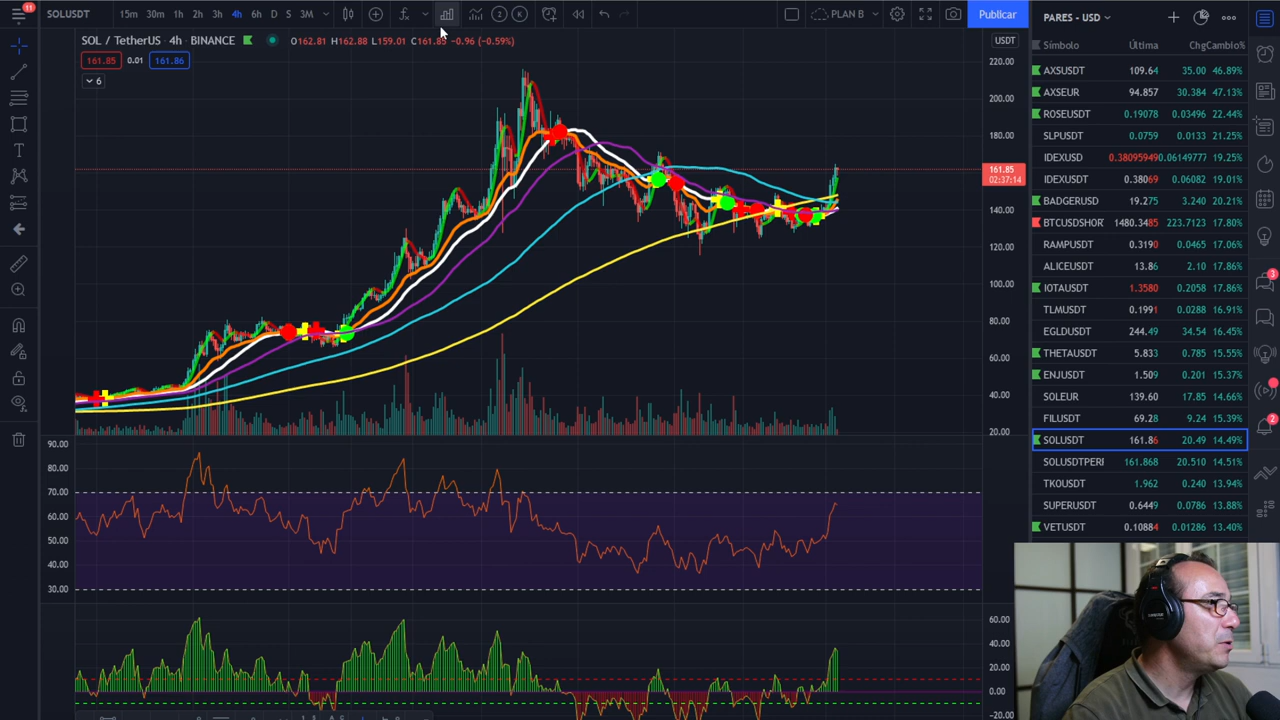 11
SOLUSDT 15m 30m 1h 2h 3h 4h 6h D S 3M 2 K PLAN B Publicar
SOL / TetherUS · 4h · BINANCE O162.81 H162.88 L159.01 C161.85 −0.96 (−0.59%)
161.85 0.01 161.86
6
USDT
220.00
200.00
180.00
161.85
02:37:14
140.00
120.00
100.00
80.00
60.00
40.00
20.00
90.00
80.00
70.00
60.00
50.00
40.00
30.00
60.00
40.00
20.00
0.00
-20.00
PARES - USD
Símbolo Última Chg Cambio%
AXSUSDT 109.64 35.00 46.89%
AXSEUR 94.857 30.384 47.13%
ROSEUSDT 0.19078 0.03496 22.44%
SLPUSDT 0.0759 0.0133 21.25%
IDEXUSD 0.38095949 0.06147777 19.25%
IDEXUSD 0.38069 0.06082 19.01%
BADGERUSD 19.275 3.240 20.21%
BTCUSDSHOR 1480.3485 223.7123 17.80%
RAMPUSDT 0.3190 0.0465 17.06%
ALICEUSDT 13.86 2.10 17.86%
IOTAUSDT 1.3580 0.2058 17.86%
TLMUSDT 0.1991 0.0288 16.91%
EGLDUSDT 244.49 34.54 16.45%
THETAUSDT 5.833 0.785 15.55%
ENJUSDT 1.509 0.201 15.37%
SOLEUR 139.60 17.85 14.66%
FILUSDT 69.28 9.24 15.39%
SOLUSDT 161.86 20.49 14.49%
SOLUSDTPERI 161.868 20.510 14.51%
TKOUSDT 1.962 0.240 13.94%
SUPERUSDT 0.6449 0.0786 13.88%
VETUSDT 0.10884 0.01286 13.40%
3
2